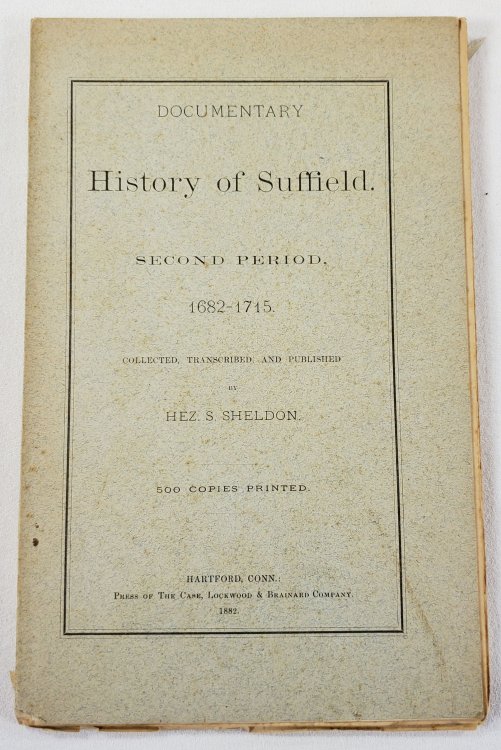 DOCUMENTARY
History of Suffield.
SECOND PERIOD,
1682-1715.
COLLECTED, TRANSCRIBED, AND PUBLISHED
BY
HEZ. S. SHELDON.
500 COPIES PRINTED.
HARTFORD, CONN.:
PRESS OF THE CASE, LOCKWOOD & BRAINARD COMPANY.
1882.